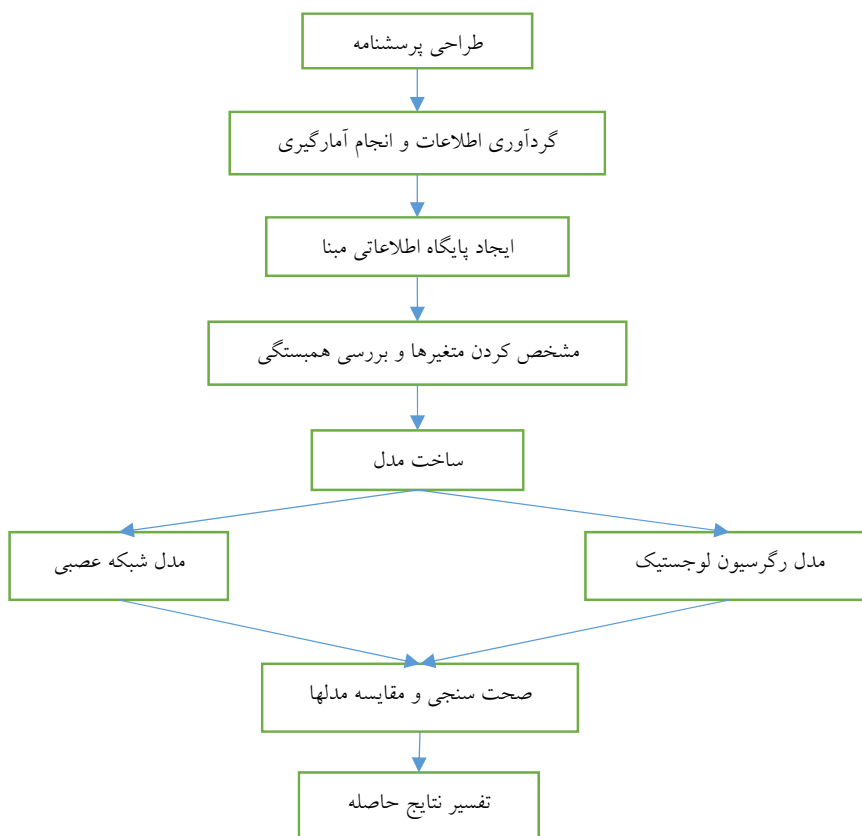 طراحی پرسشنامه
گردآوری اطلاعات و انجام آمارگیری
ایجاد پایگاه اطلاعاتی مبنا
مشخص کردن متغیرها و بررسی همبستگی
ساخت مدل
مدل رگرسیون لوجستیک
مدل شبکه عصبی
صحت سنجی و مقایسه مدلها
تفسیر نتایج حاصله